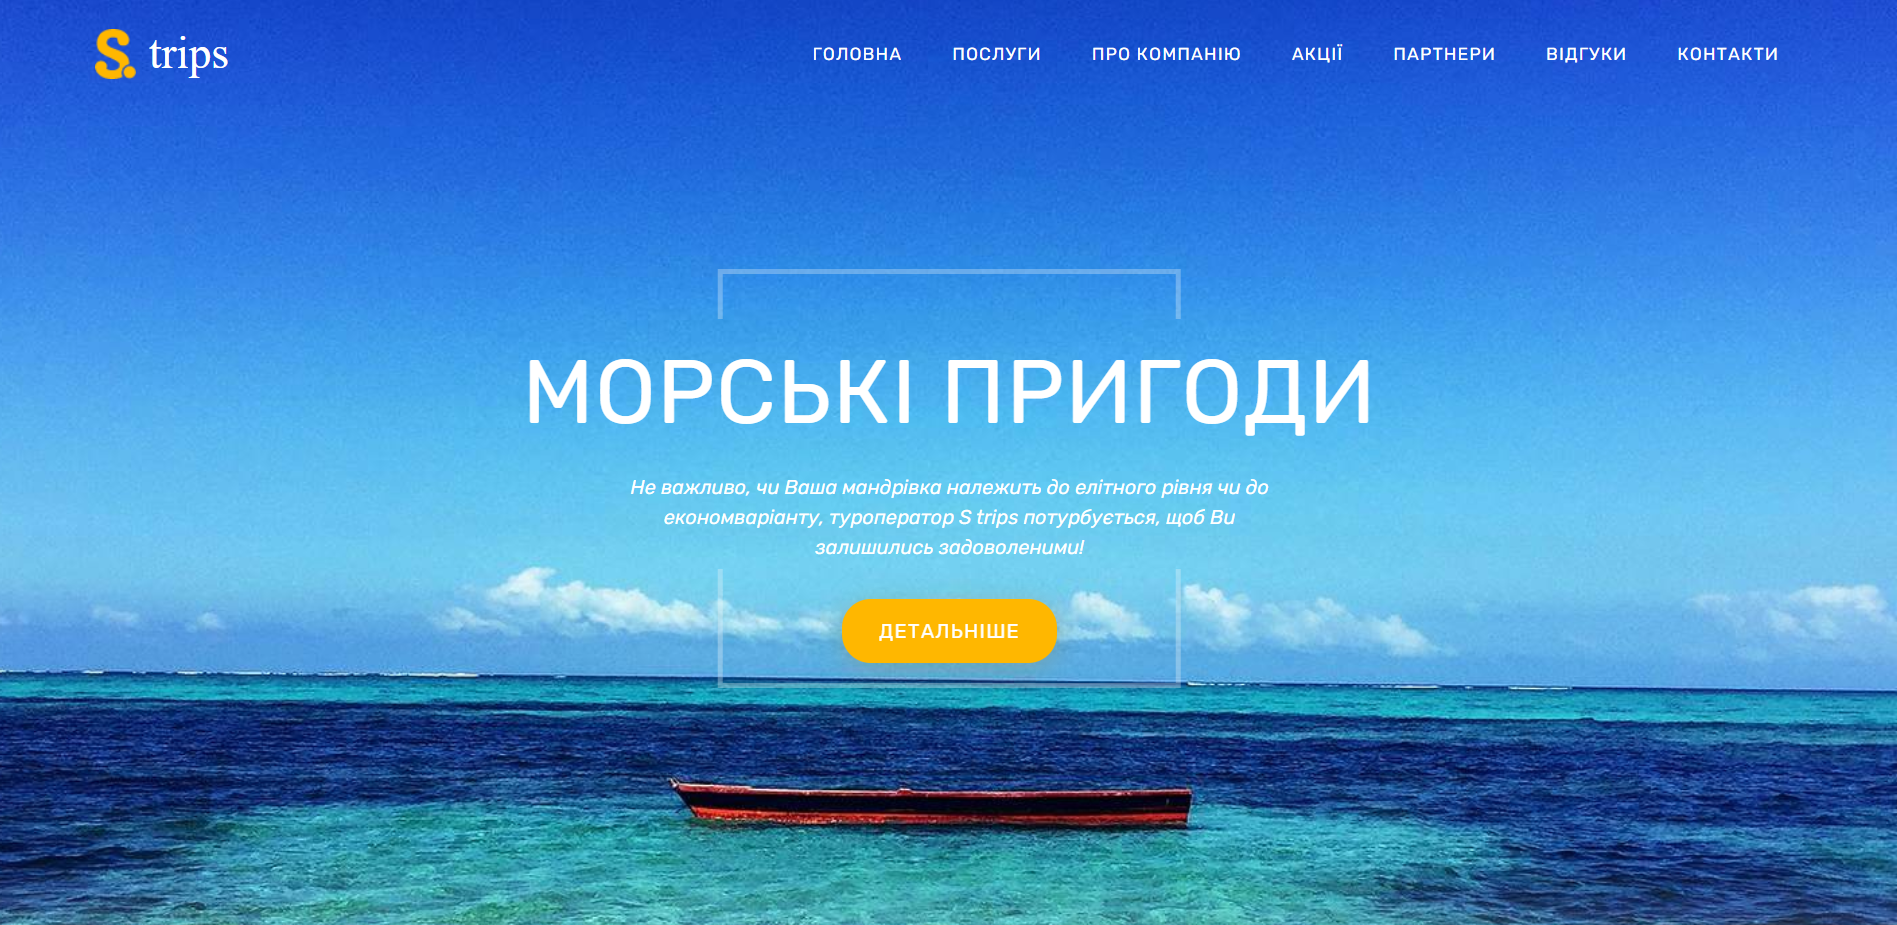 S. trips
ГОЛОВНА ПОСЛУГИ ПРО КОМПАНІЮ АКЦІЇ ПАРТНЕРИ ВІДГУКИ КОНТАКТИ
МОРСЬКІ ПРИГОДИ
Не важливо, чи Ваша мандрівка належить до елітного рівня чи до
економваріанту, туроператор S trips потурбується, щоб Ви
залишились задоволеними!
ДЕТАЛЬНІШЕ